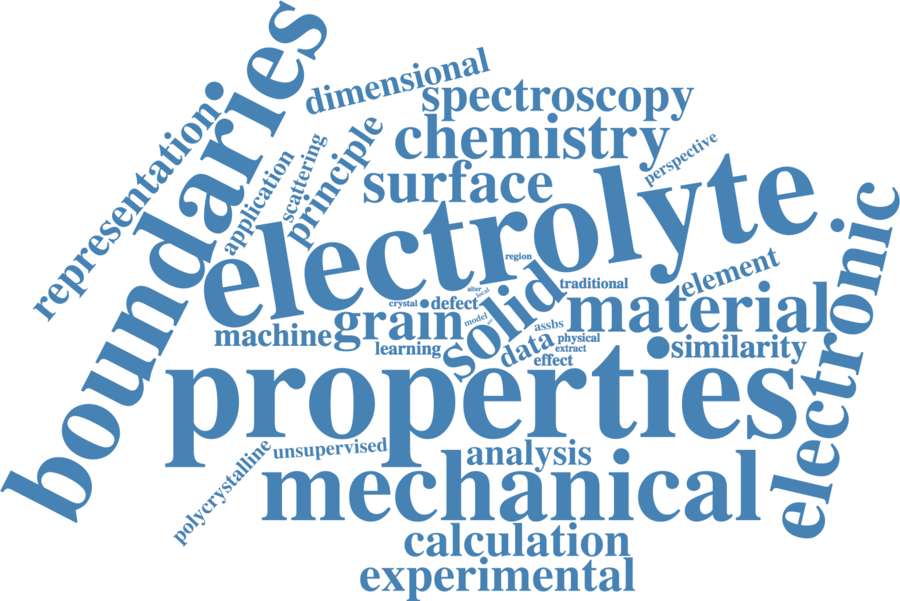 boundaries
dimensional
spectroscopy
representation
chemistry
scattering
principle
application
perspective
surface
electrolyte
electronic
region
element
traditional
solid
alter
local
crystal
defect
material
grain
model
machine
assbs
data
physical
learning
extract
similarity
effect
properties
unsupervised
analysis
polycrystalline
mechanical
calculation
experimental